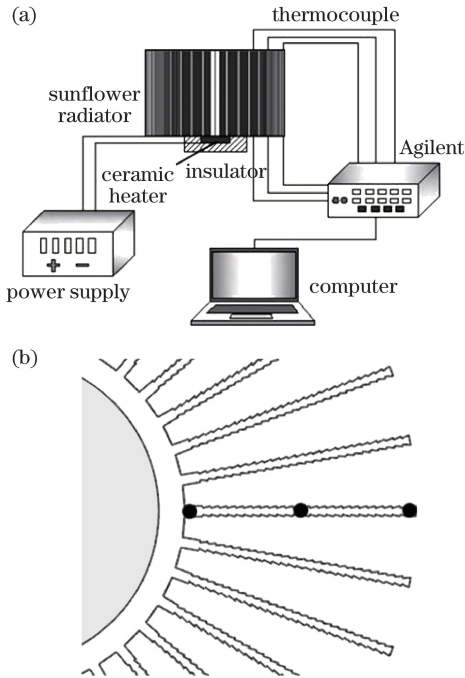 (a)
thermocouple
sunflower
radiator
Agilent
ceramic
heater
insulator
power supply
computer
(b)